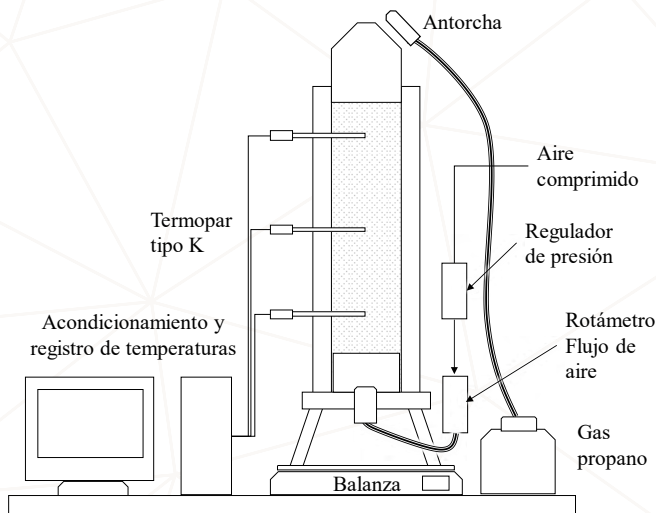 Antorcha
Aire
comprimido
Termopar
tipo K
Regulador
de presión
Acondicionamiento y
registro de temperaturas
Rotámetro
Flujo de
aire
Gas
propano
Balanza